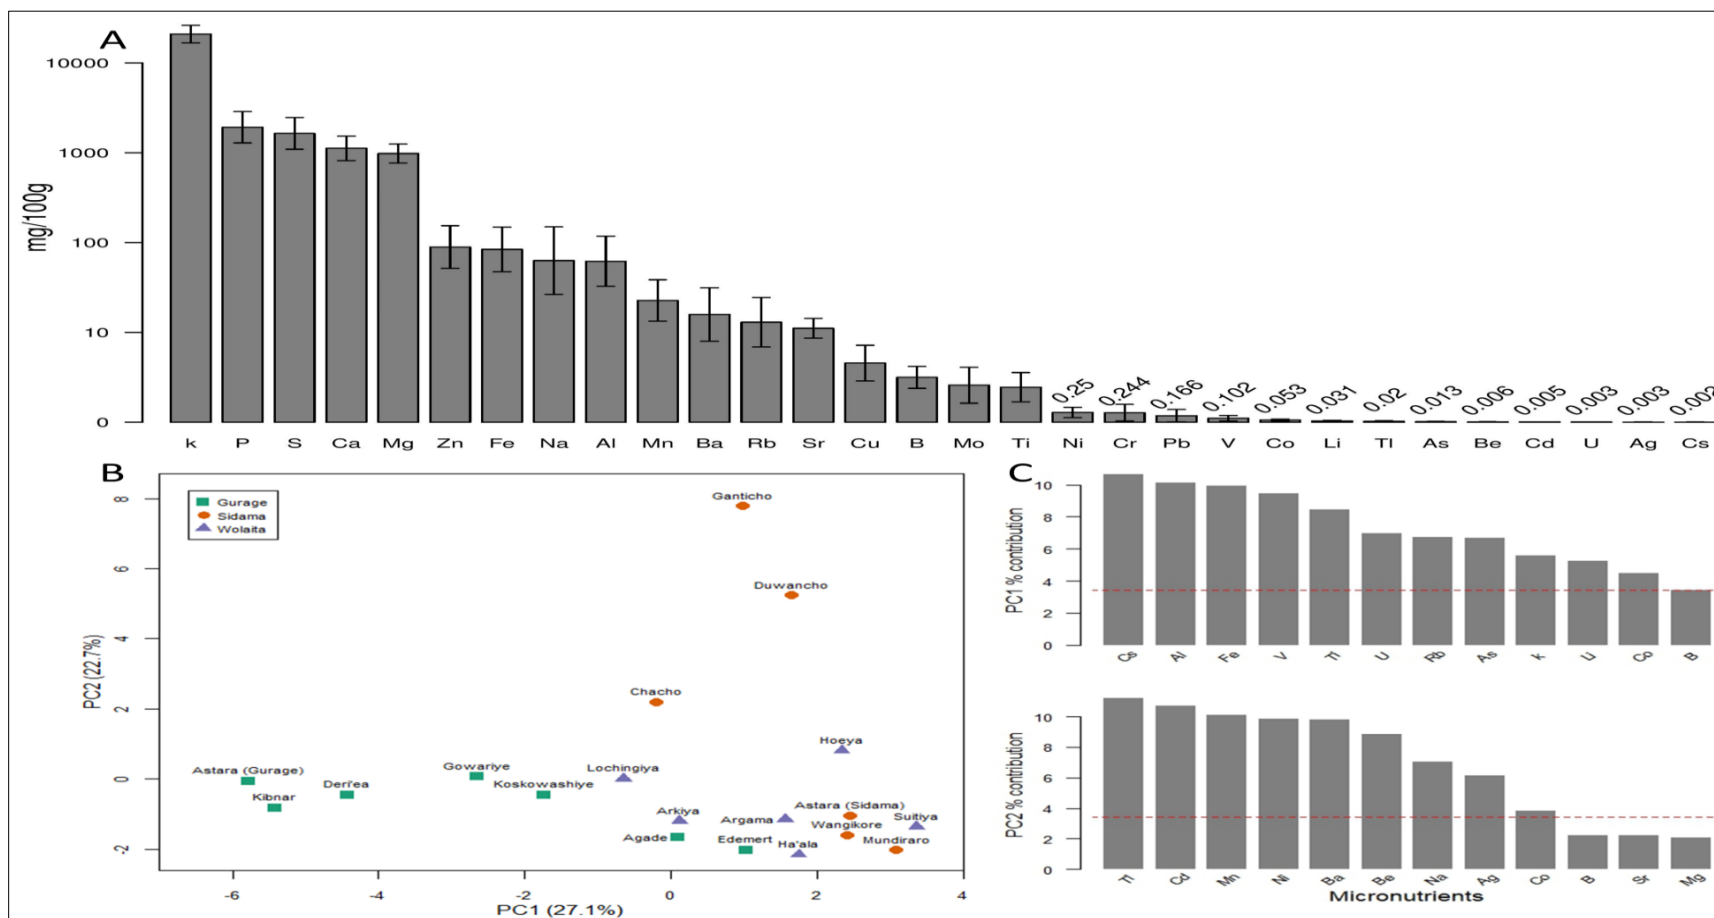 A
mg/100g
10000
1000
100
10
0
0.25 0.244 0.166 0.102 0.053 0.031 0.02 0.013 0.006 0.005 0.003 0.003 0.002
k P S Ca Mg Zn Fe Na Al Mn Ba Rb Sr Cu B Mo Ti Ni Cr Pb V Co Li Tl As Be Cd U Ag Cs
B
PC2 (22.7%)
8
6
4
2
0
-2
Gurage
Sidama
Wolaita
Ganticho
Duwancho
Chacho
Hoeya
Astara (Gurage)
Gowariye
Lochingiya
Kibnar
Deri'ea
Koskowashiye
Astara (Sidama)
Arkiya
Argama
Wangikore
Suitiya
Agade
Edemert
Ha'ala
Mundiraro
-6 -4 -2 0 2 4
PC1 (27.1%)
C
PC1 % contribution
10
8
6
4
2
0
Cs Al Fe V Tl U Rb As k Li Co B
PC2 % contribution
10
8
6
4
2
0
Tl Cd Mn Ni Ba Be Na Ag Co B Sr Mg
Micronutrients